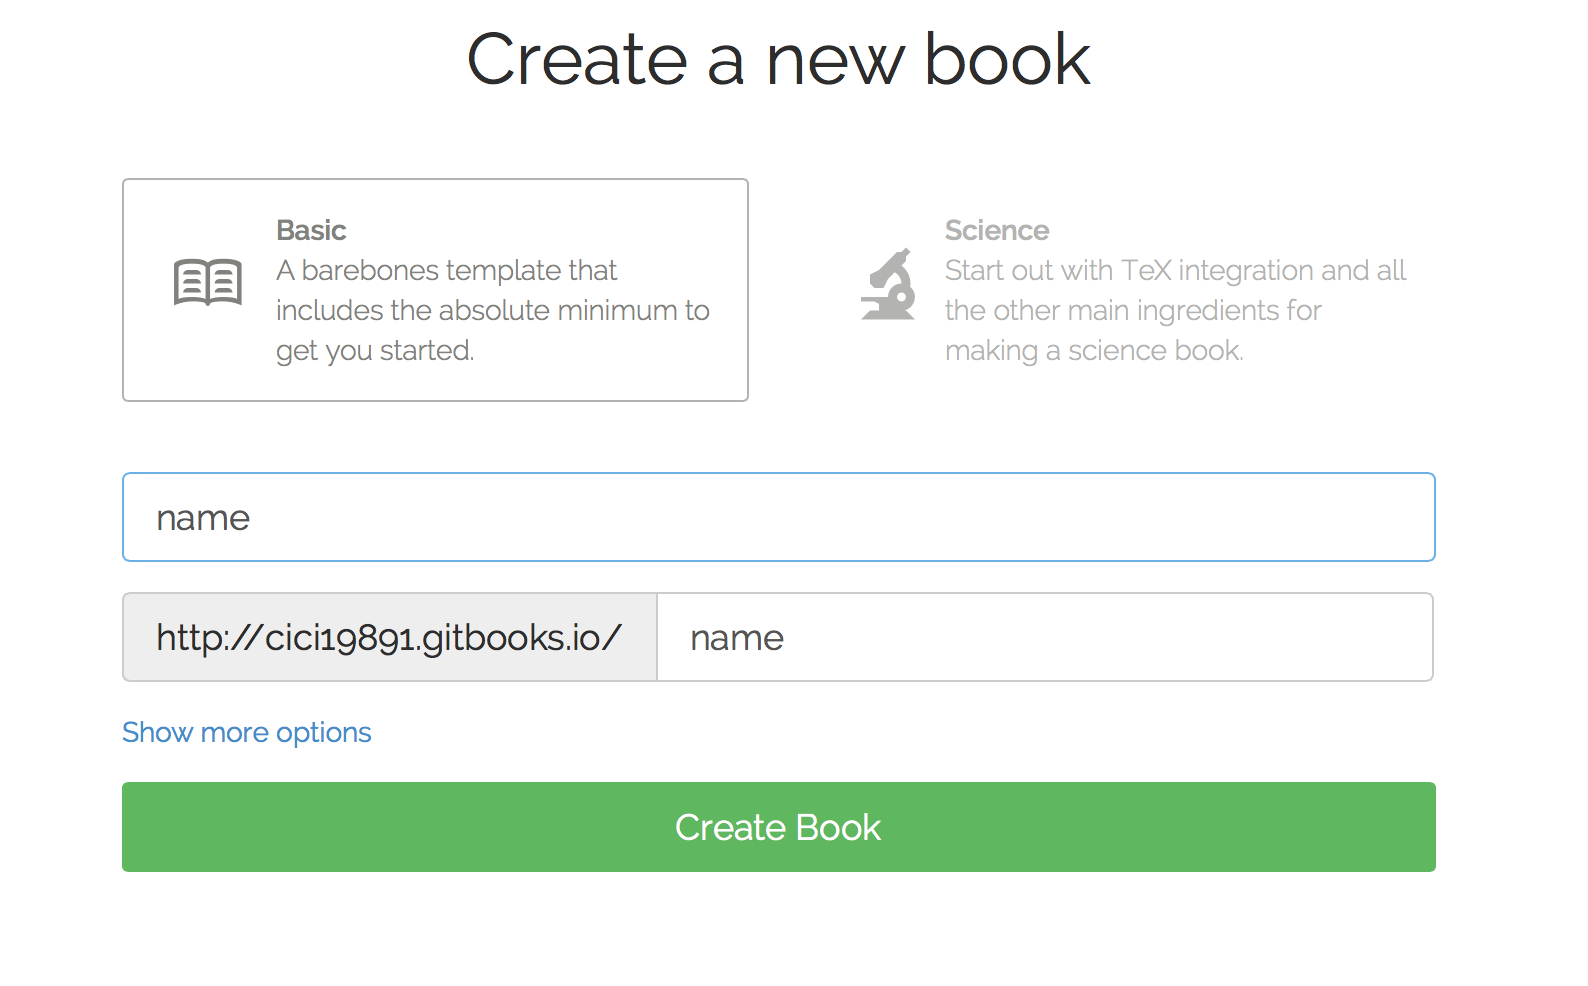 Create a new book
Basic
A barebones template that
includes the absolute minimum to
get you started.
Science
Start out with TeX integration and all
the other main ingredients for
making a science book.
name
http://cici19891.gitbooks.io/ name
Show more options
Create Book